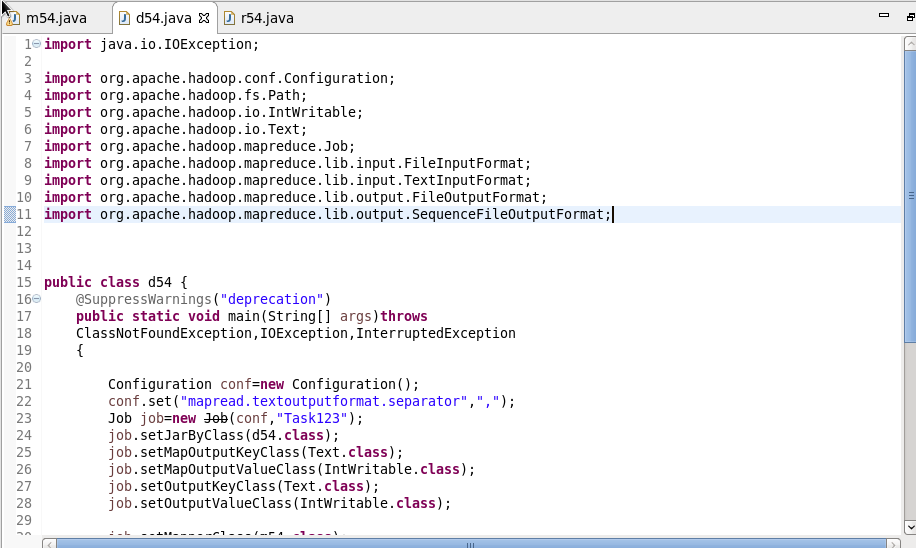 m54.java d54.java r54.java
1 import java.io.IOException;
2
3 import org.apache.hadoop.conf.Configuration;
4 import org.apache.hadoop.fs.Path;
5 import org.apache.hadoop.io.IntWritable;
6 import org.apache.hadoop.io.Text;
7 import org.apache.hadoop.mapreduce.Job;
8 import org.apache.hadoop.mapreduce.lib.input.FileInputFormat;
9 import org.apache.hadoop.mapreduce.lib.input.TextInputFormat;
10 import org.apache.hadoop.mapreduce.lib.output.FileOutputFormat;
11 import org.apache.hadoop.mapreduce.lib.output.SequenceFileOutputFormat;
12
13
14
15 public class d54 {
16 @SuppressWarnings("deprecation")
17 public static void main(String[] args)throws
18 ClassNotFoundException,IOException,InterruptedException
19 {
20
21 Configuration conf=new Configuration();
22 conf.set("mapread.textoutputformat.separator",",");
23 Job job=new Job(conf,"Task123");
24 job.setJarByClass(d54.class);
25 job.setMapOutputKeyClass(Text.class);
26 job.setMapOutputValueClass(IntWritable.class);
27 job.setOutputKeyClass(Text.class);
28 job.setOutputValueClass(IntWritable.class);
29
30 job.setMapperClass(m54.class);